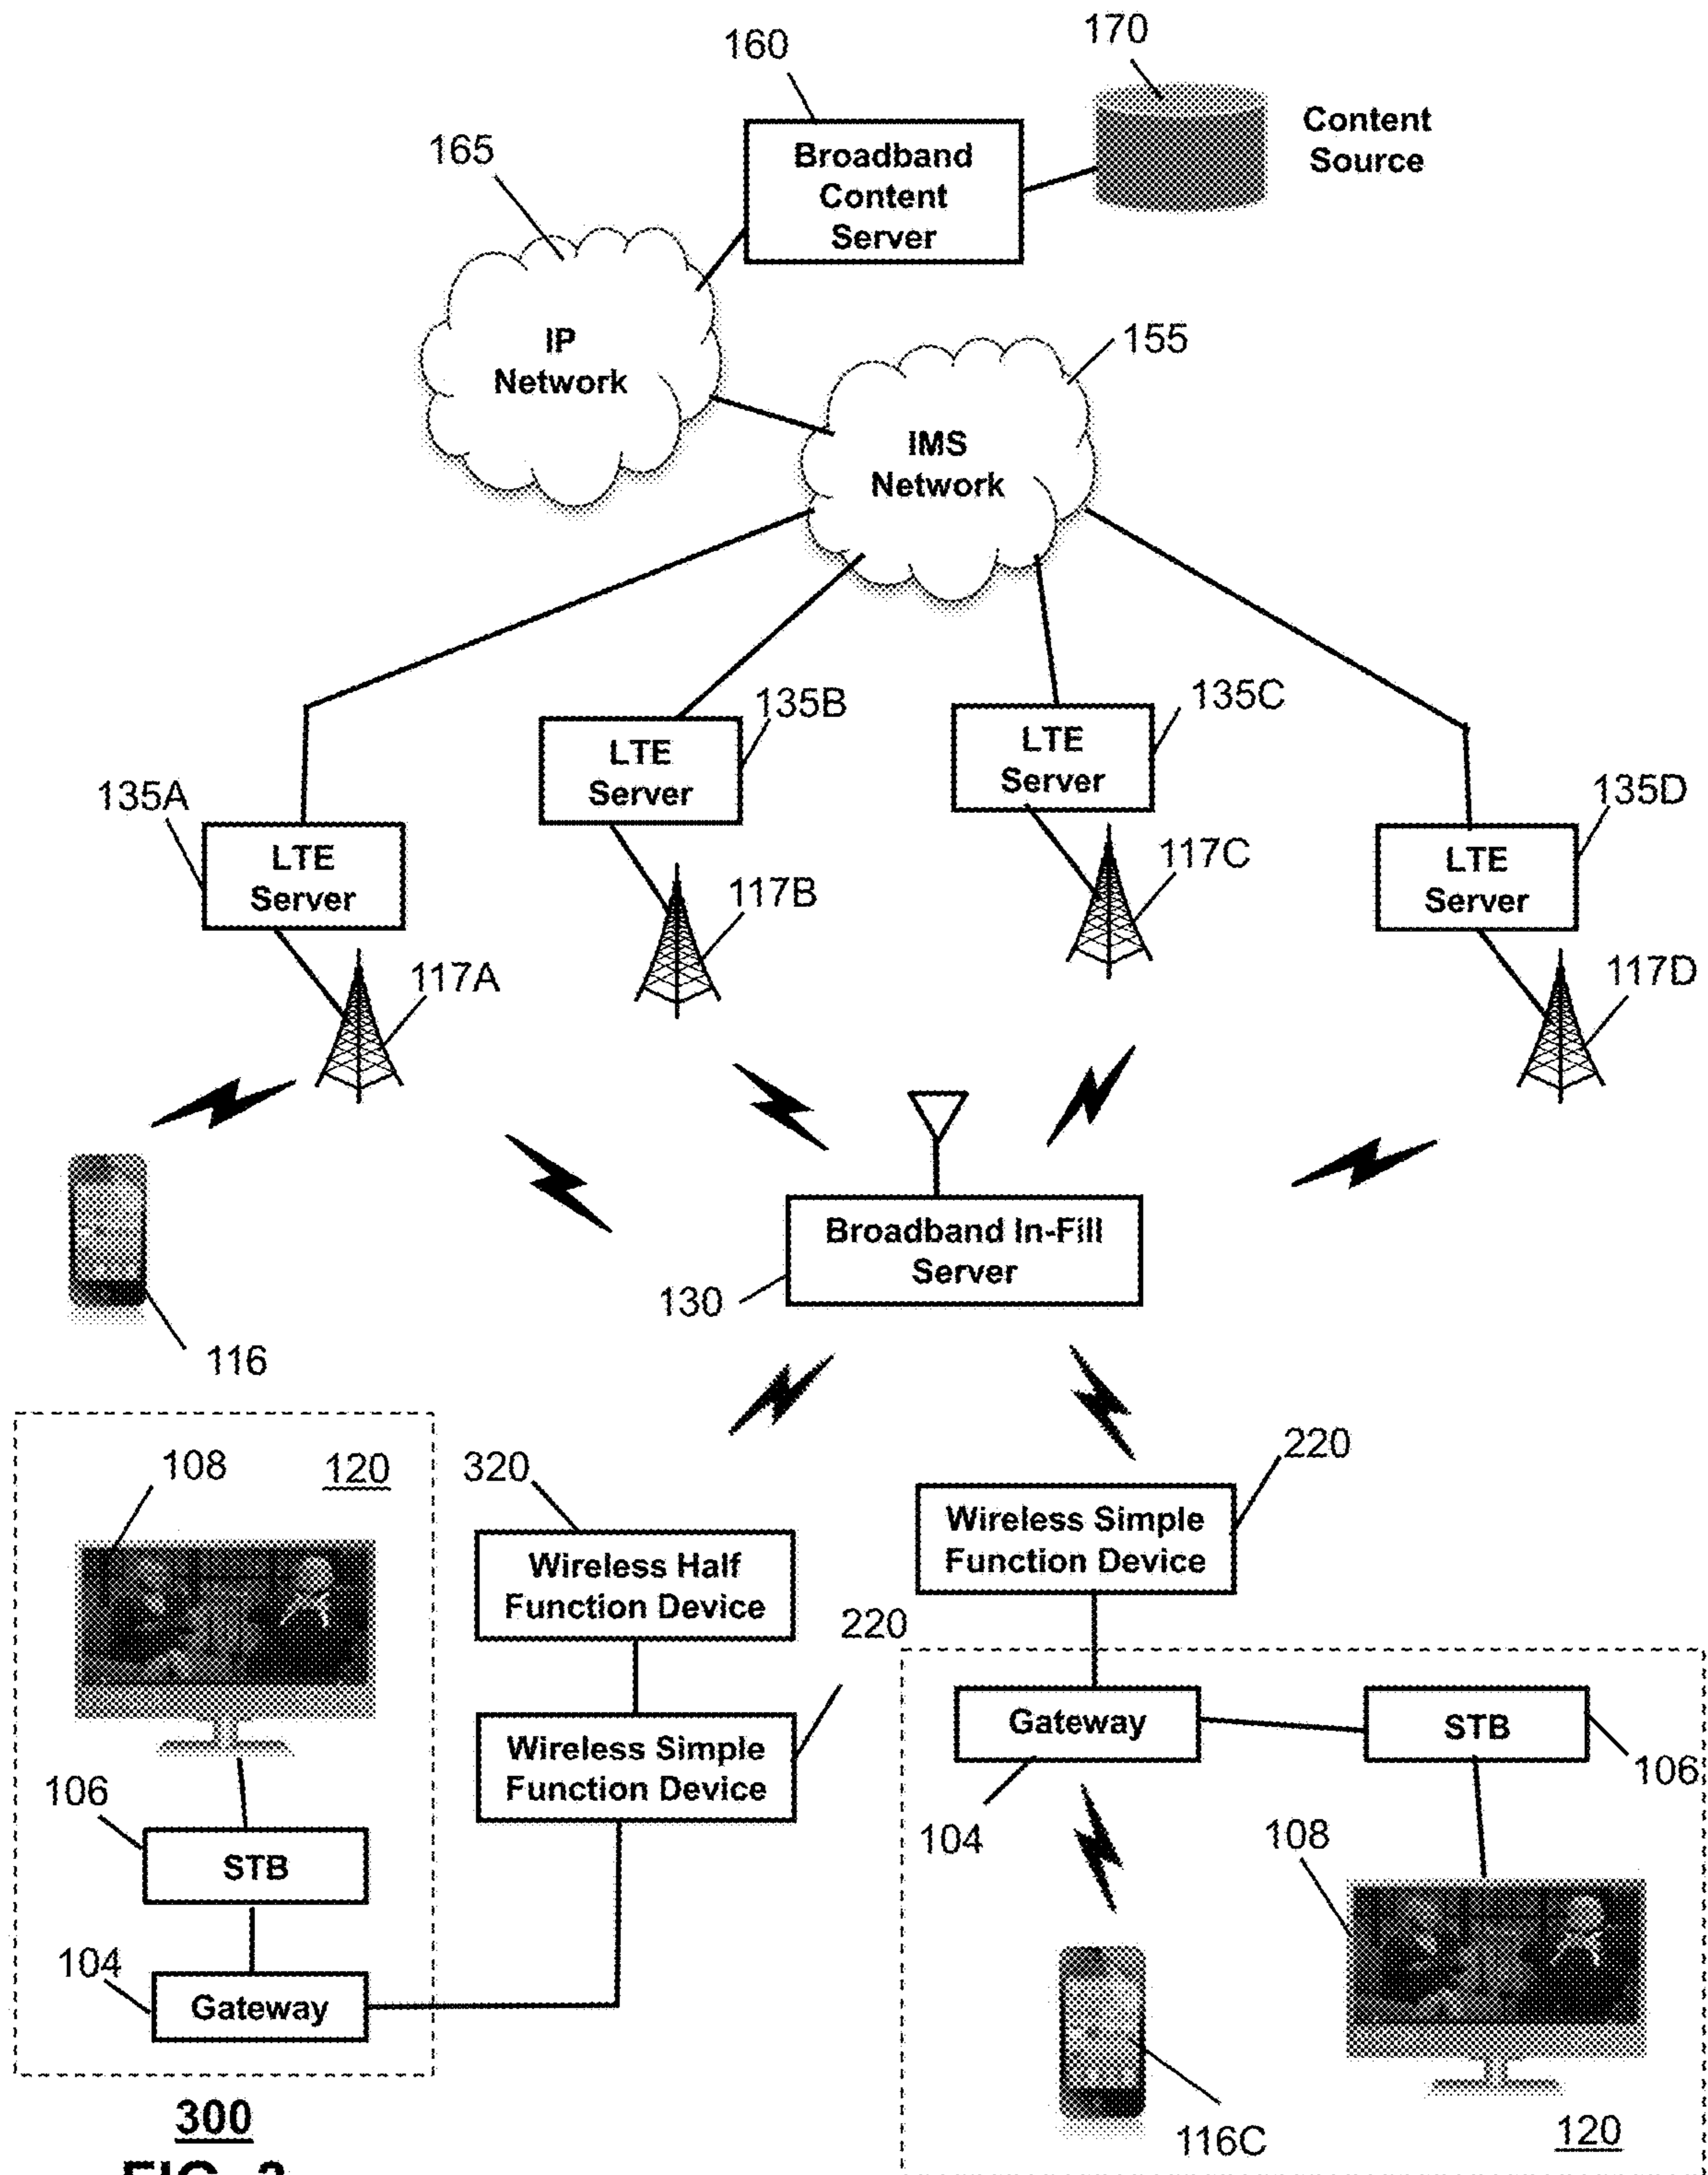 160
170
Content
Source
165
Broadband
Content
Server
IP
Network
155
IMS
Network
135B
135C
LTE
Server
LTE
Server
135A
135D
LTE
Server
117B
117C
LTE
Server
117A
117D
Broadband In-Fill
Server
130
116
108
120
320
220
Wireless Simple
Function Device
Wireless Half
Function Device
220
Gateway
STB
Wireless Simple
Function Device
106
106
104
108
STB
104
Gateway
300
116C
120
FIG. 3